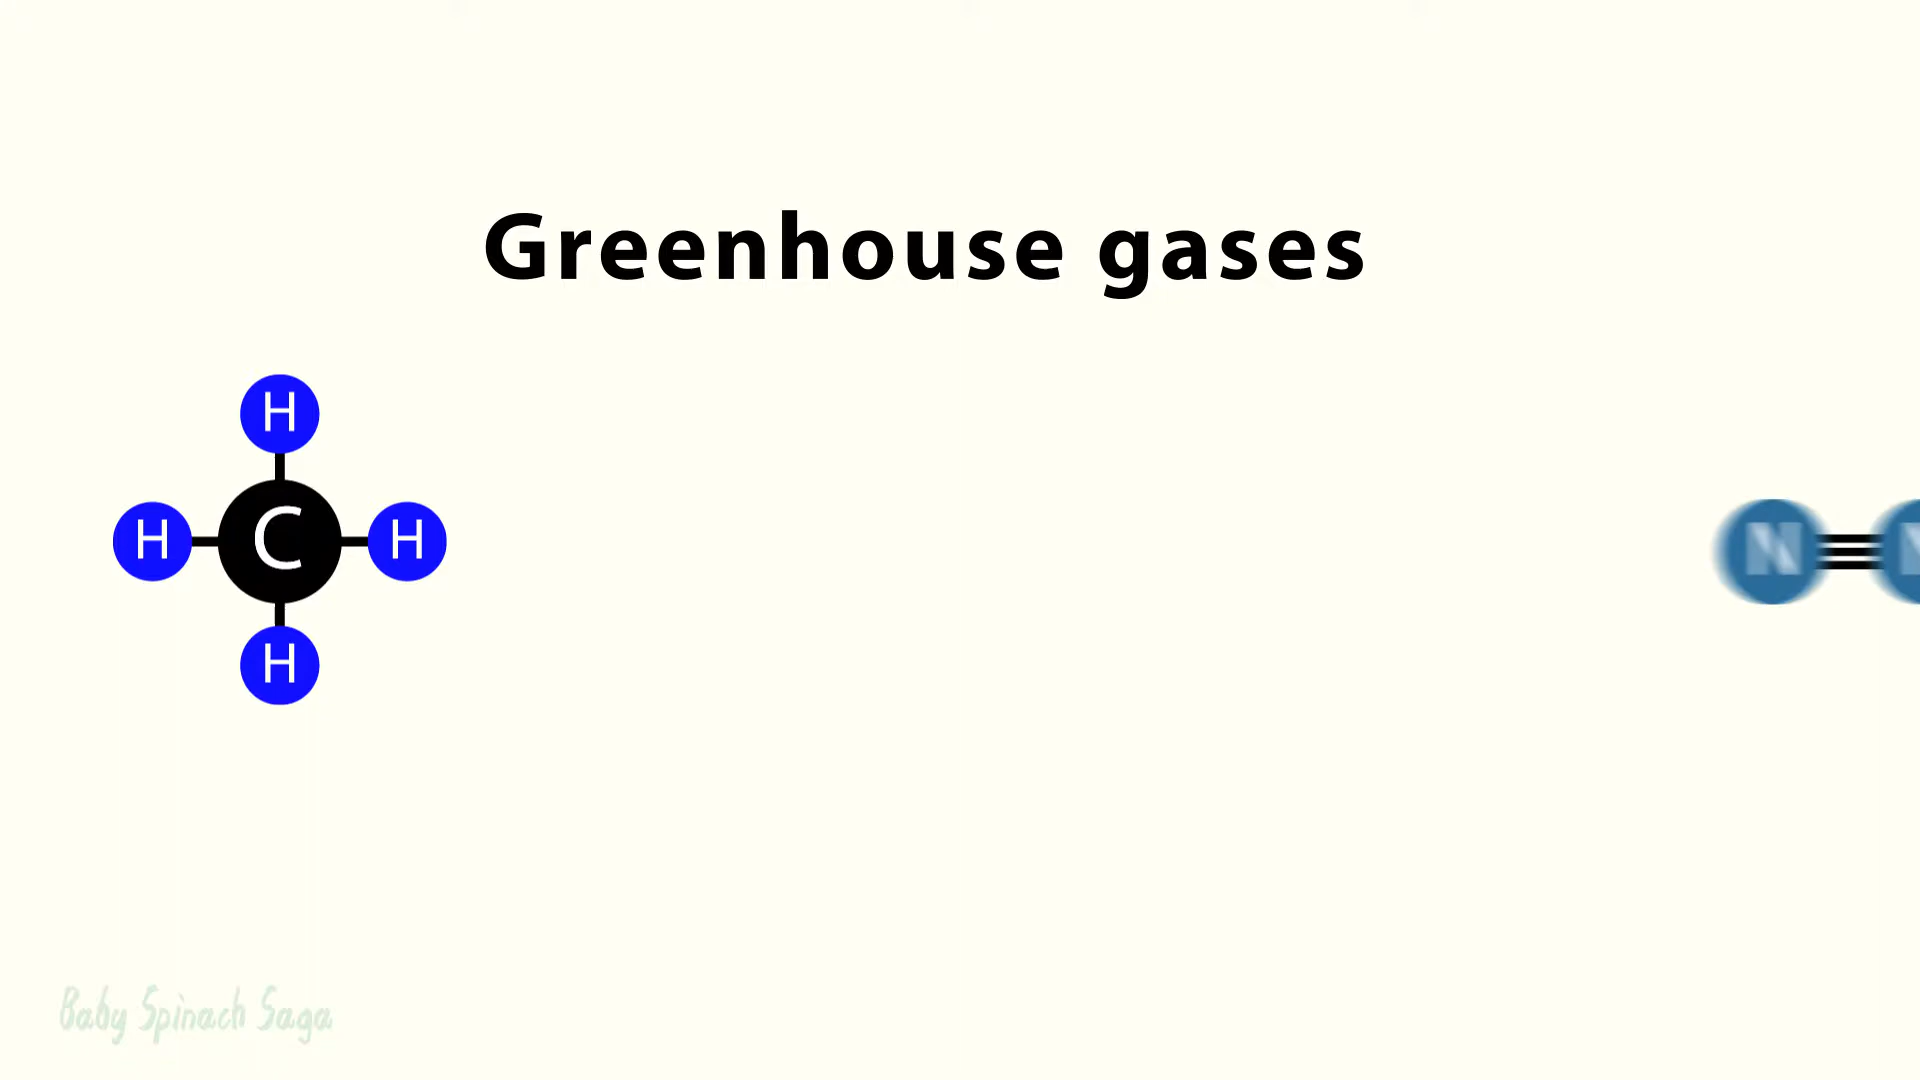 Greenhouse gases
H
H C H
H
N
Baby Spinach Saga